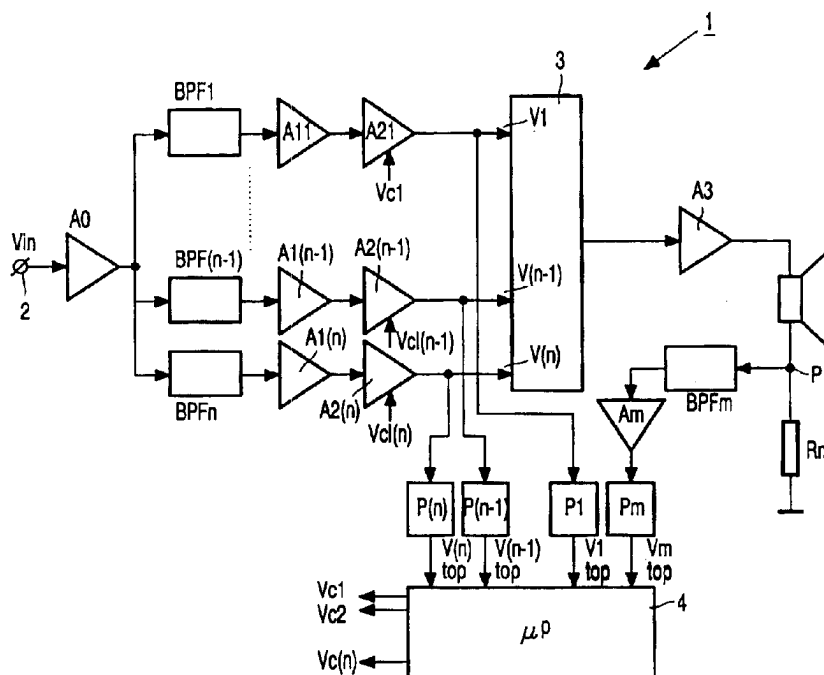 1
3
BPF1
A11
A21
V1
Vc1
A0
A3
Vin
2
BPF(n-1)
A1(n-1)
A2(n-1)
V(n-1)
Vcl(n-1)
A1(n)
V(n)
BPFn
A2(n)
Vcl(n)
BPFm
P
Am
P(n)
P(n-1)
P1
Pm
V(n)
top
V(n-1)
top
V1
top
Vm
top
4
Vc1
Vc2
μp
Vc(n)